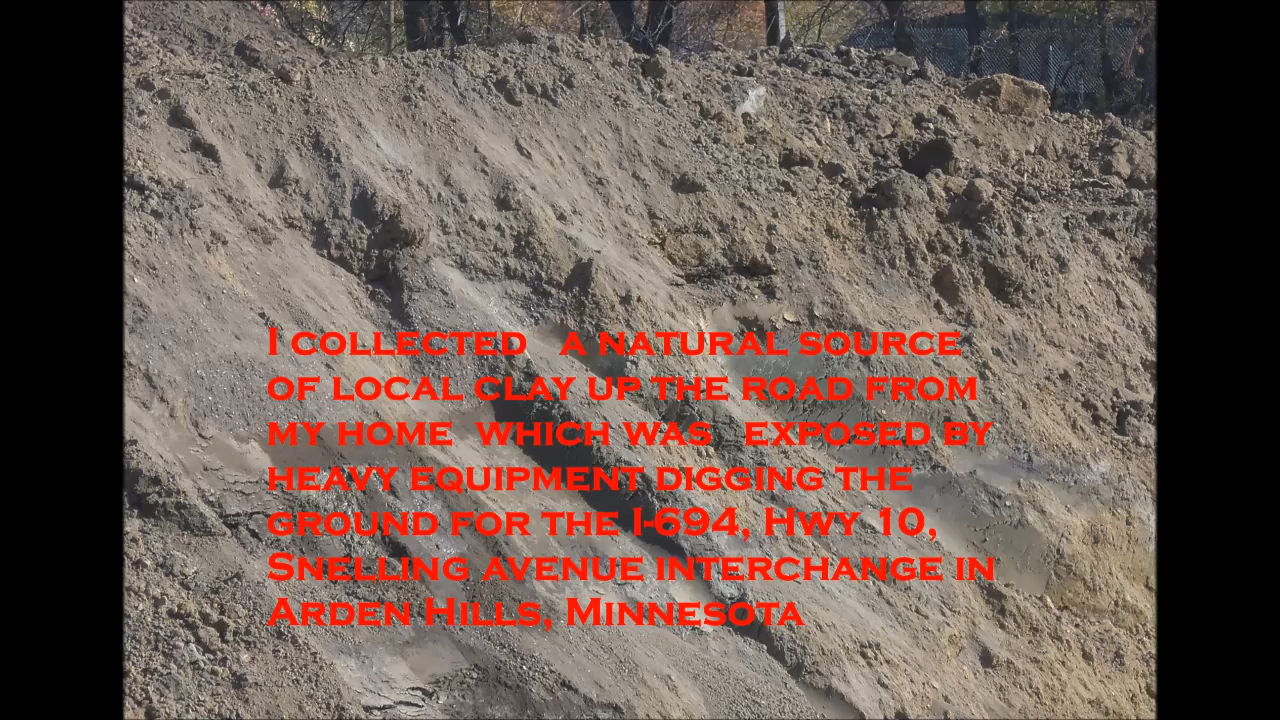 I collected a natural source
of local clay up the road from
my home which was exposed by
heavy equipment digging the
ground for the I-694, Hwy 10,
Snelling avenue interchange in
Arden Hills, Minnesota